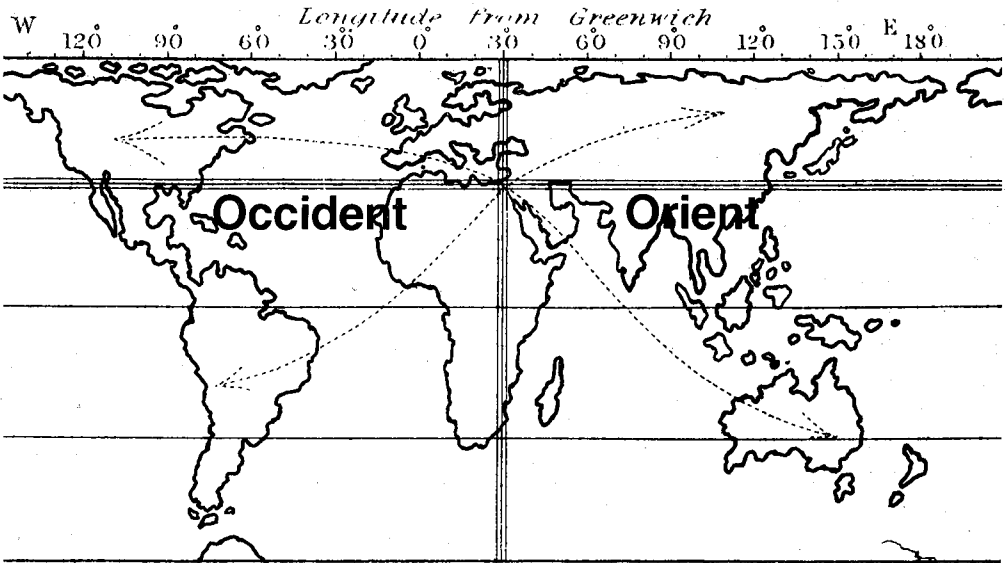 Longitude from Greenwich
W 120° 90° 60° 30° 0° 30 60° 90° 120° 150° E 180°
Occident Orient